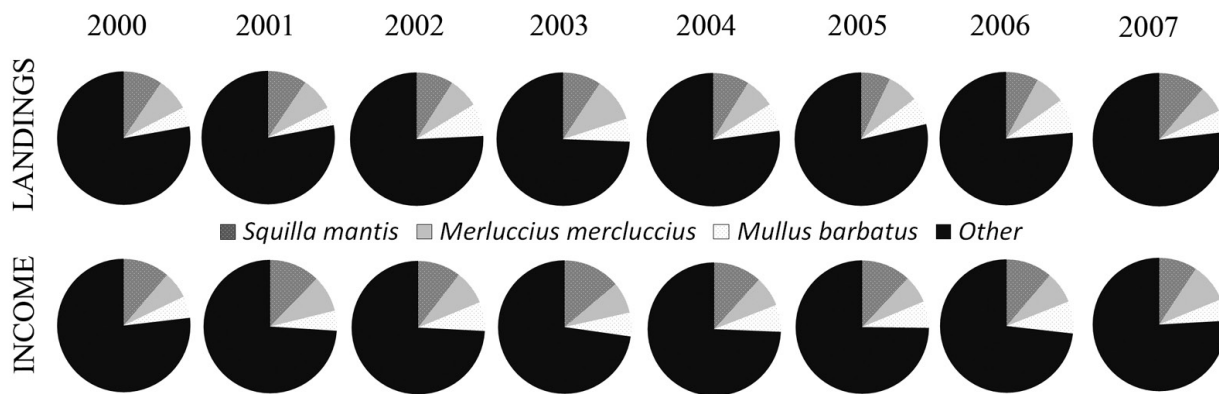 2000 2001 2002 2003 2004 2005 2006 2007
LANDINGS
Squilla mantis Merluccius mercluccius Mullus barbatus Other
INCOME